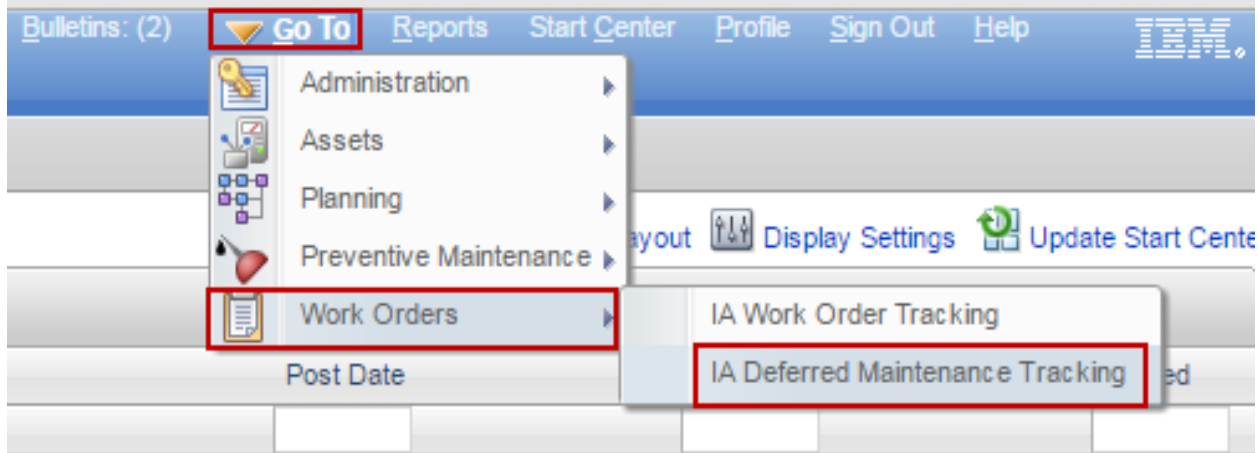 Bulletins: (2) Go To Reports Start Center Profile Sign Out Help IBM.
Administration
Assets
Planning
ayout Display Settings Update Start Cente
Preventive Maintenance
Work Orders IA Work Order Tracking
Post Date IA Deferred Maintenance Tracking ed